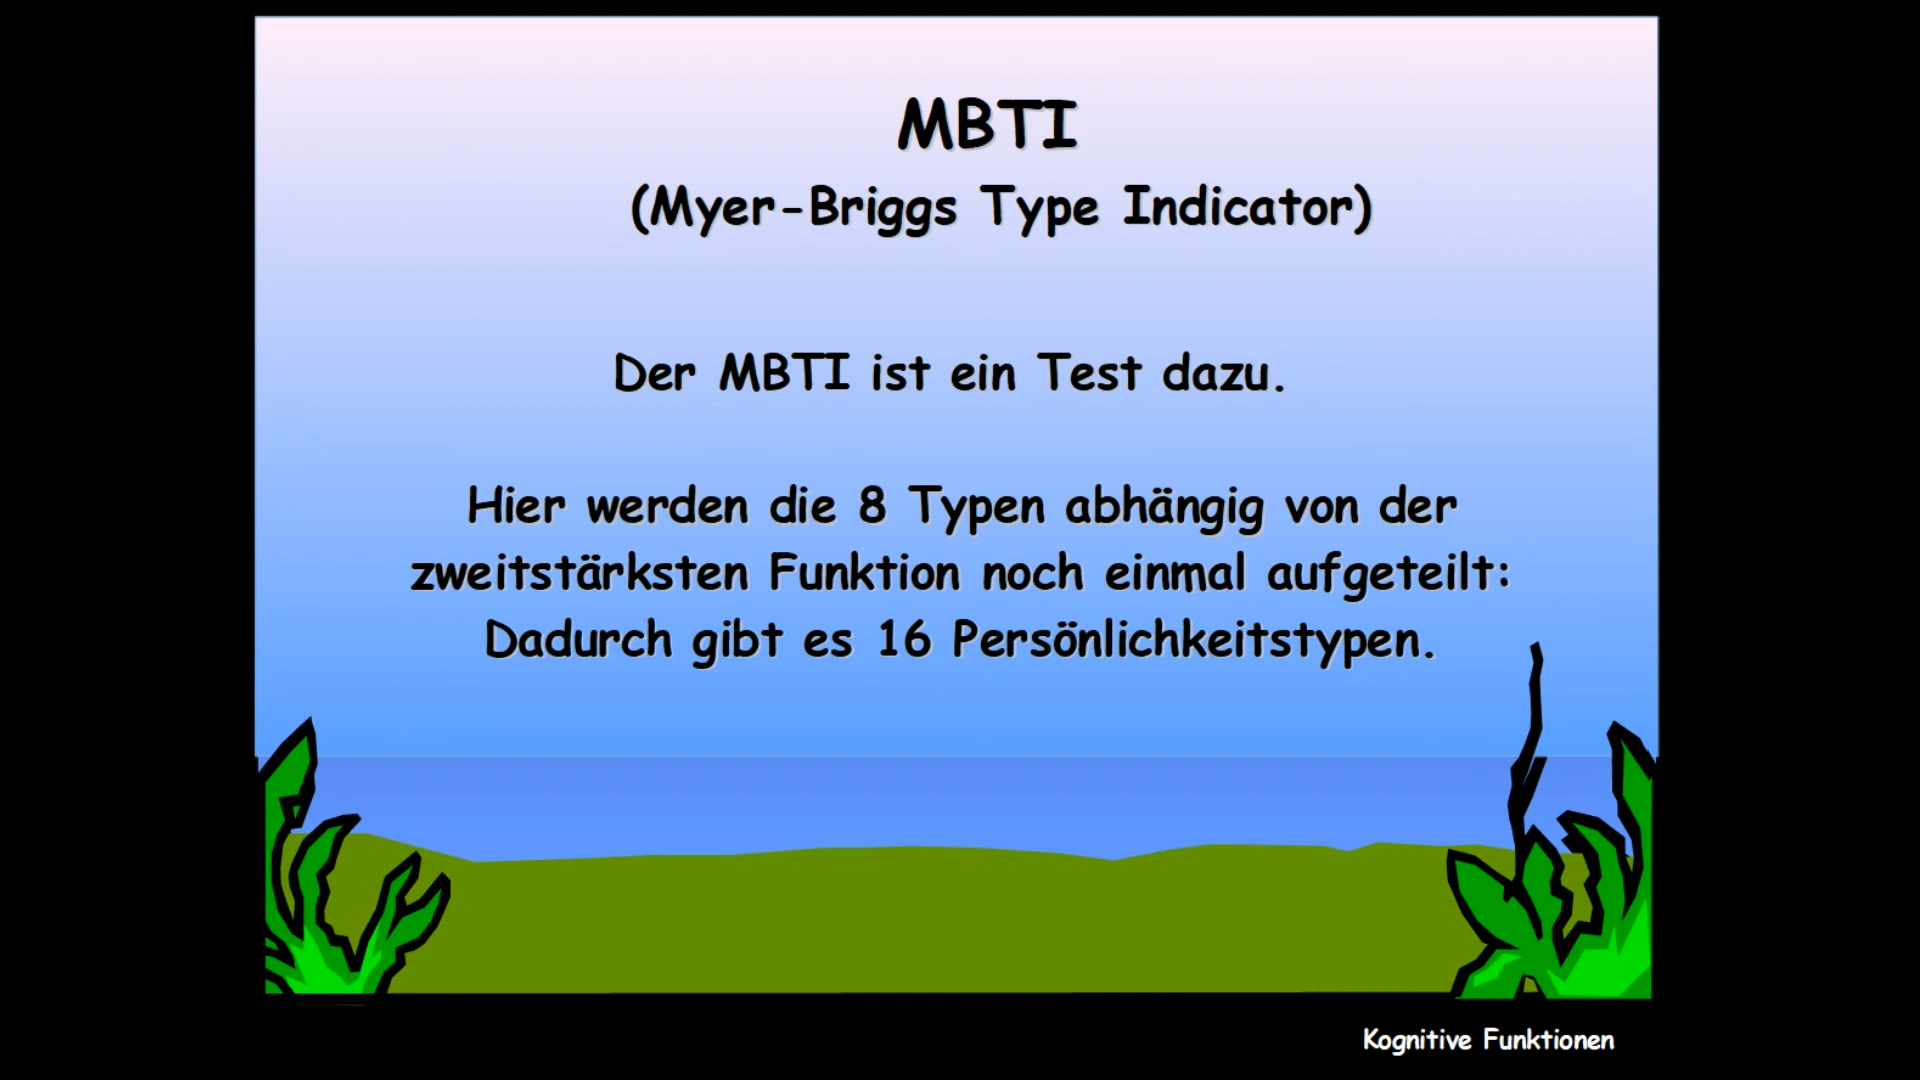 MBTI
(Myer-Briggs Type Indicator)
Der MBTI ist ein Test dazu.
Hier werden die 8 Typen abhängig von der
zweitstärksten Funktion noch einmal aufgeteilt:
Dadurch gibt es 16 Persönlichkeitstypen.
Kognitive Funktionen